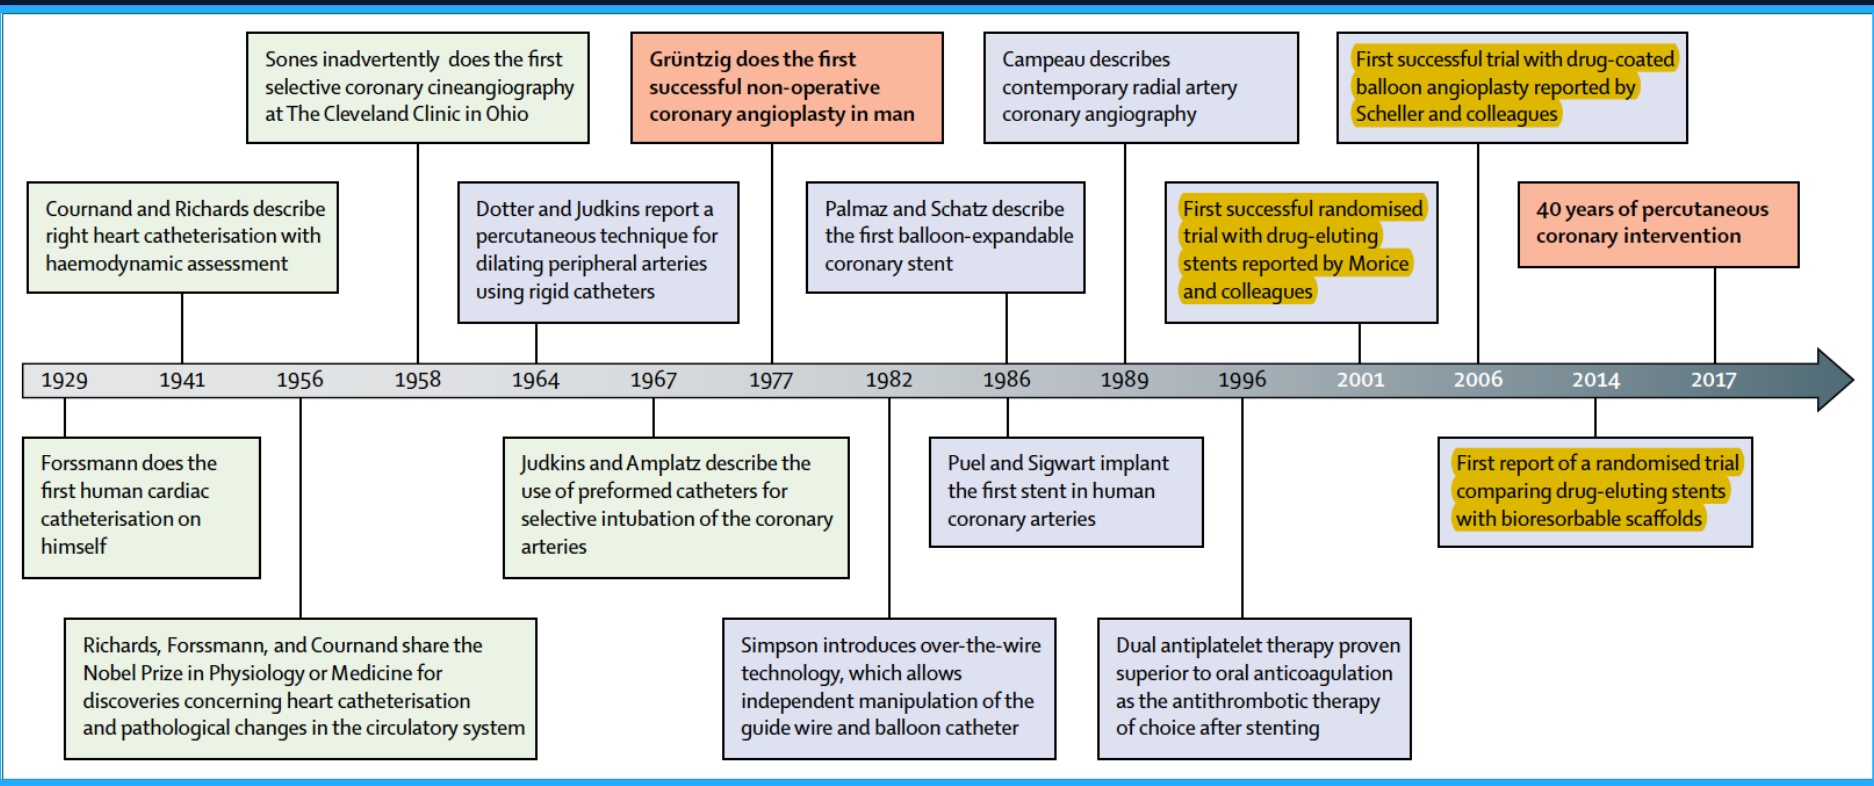 Sones inadvertently does the first
selective coronary cineangiography
at The Cleveland Clinic in Ohio
Grüntzig does the first
successful non-operative
coronary angioplasty in man
Campeau describes
contemporary radial artery
coronary angiography
First successful trial with drug-coated
balloon angioplasty reported by
Scheller and colleagues
Cournand and Richards describe
right heart catheterisation with
haemodynamic assessment
Dotter and Judkins report a
percutaneous technique for
dilating peripheral arteries
using rigid catheters
Palmaz and Schatz describe
the first balloon-expandable
coronary stent
First successful randomised
trial with drug-eluting
stents reported by Morice
and colleagues
40 years of percutaneous
coronary intervention
1929 1941 1956 1958 1964 1967 1977 1982 1986 1989 1996 2001 2006 2014 2017
Forssmann does the
first human cardiac
catheterisation on
himself
Judkins and Amplatz describe the
use of preformed catheters for
selective intubation of the coronary
arteries
Puel and Sigwart implant
the first stent in human
coronary arteries
First report of a randomised trial
comparing drug-eluting stents
with bioresorbable scaffolds
Richards, Forssmann, and Cournand share the
Nobel Prize in Physiology or Medicine for
discoveries concerning heart catheterisation
and pathological changes in the circulatory system
Simpson introduces over-the-wire
technology, which allows
independent manipulation of the
guide wire and balloon catheter
Dual antiplatelet therapy proven
superior to oral anticoagulation
as the antithrombotic therapy
of choice after stenting